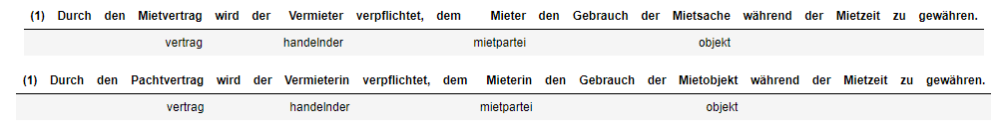 (1) Durch den Mietvertrag wird der Vermieter verpflichtet, dem Mieter den Gebrauch der Mietsache während der Mietzeit zu gewähren.
vertrag handelnder mietpartei objekt
(1) Durch den Pachtvertrag wird der Vermieterin verpflichtet, dem Mieterin den Gebrauch der Mietobjekt während der Mietzeit zu gewähren.
vertrag handelnder mietpartei objekt